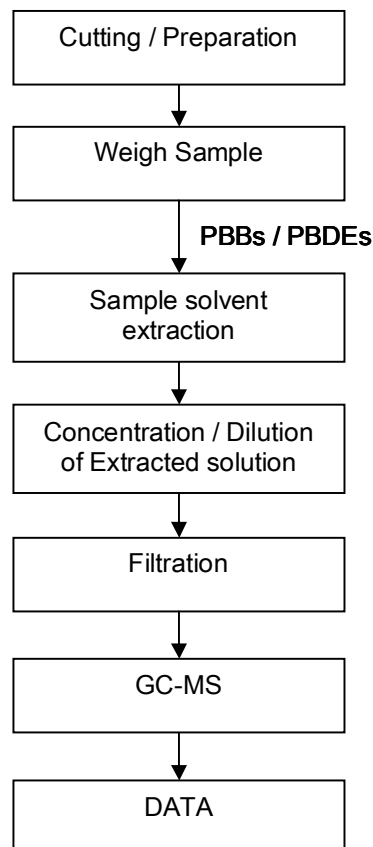 Cutting / Preparation
Weigh Sample
PBBs / PBDEs
Sample solvent
extraction
Concentration / Dilution
of Extracted solution
Filtration
GC-MS
DATA